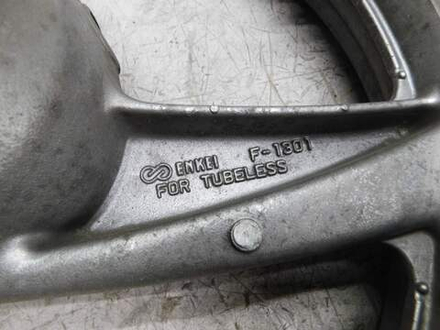 ENKEI F-1301
FOR TUBELESS